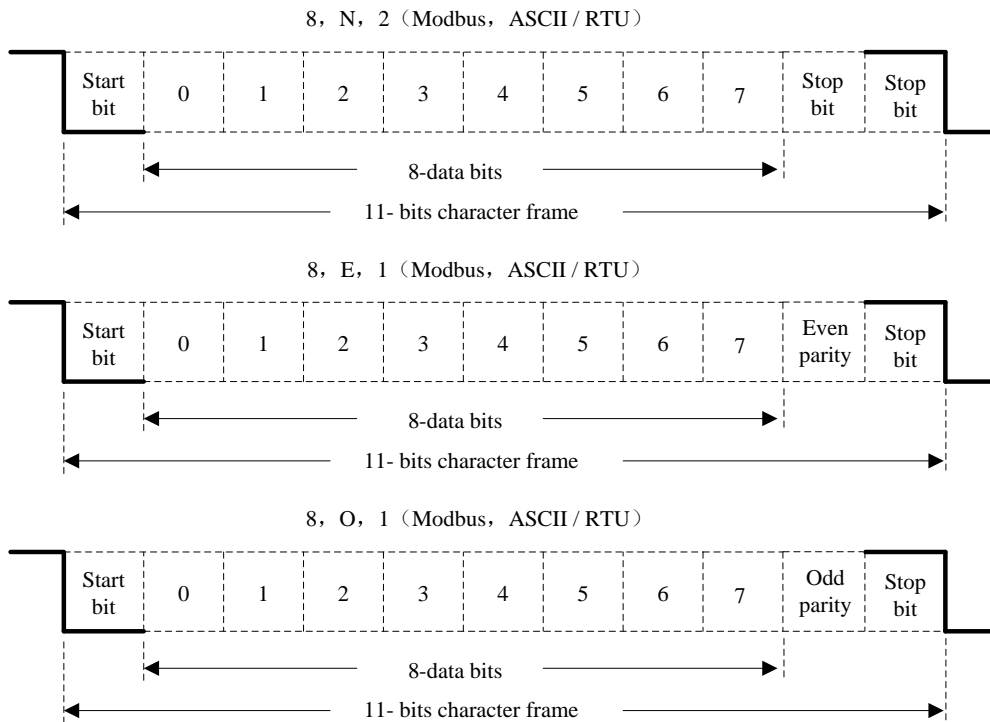 8，N，2（Modbus，ASCII / RTU）
Start bit 0 1 2 3 4 5 6 7 Stop bit Stop bit
8-data bits
11- bits character frame
8，E，1（Modbus，ASCII / RTU）
Start bit 0 1 2 3 4 5 6 7 Even parity Stop bit
8-data bits
11- bits character frame
8，O，1（Modbus，ASCII / RTU）
Start bit 0 1 2 3 4 5 6 7 Odd parity Stop bit
8-data bits
11- bits character frame